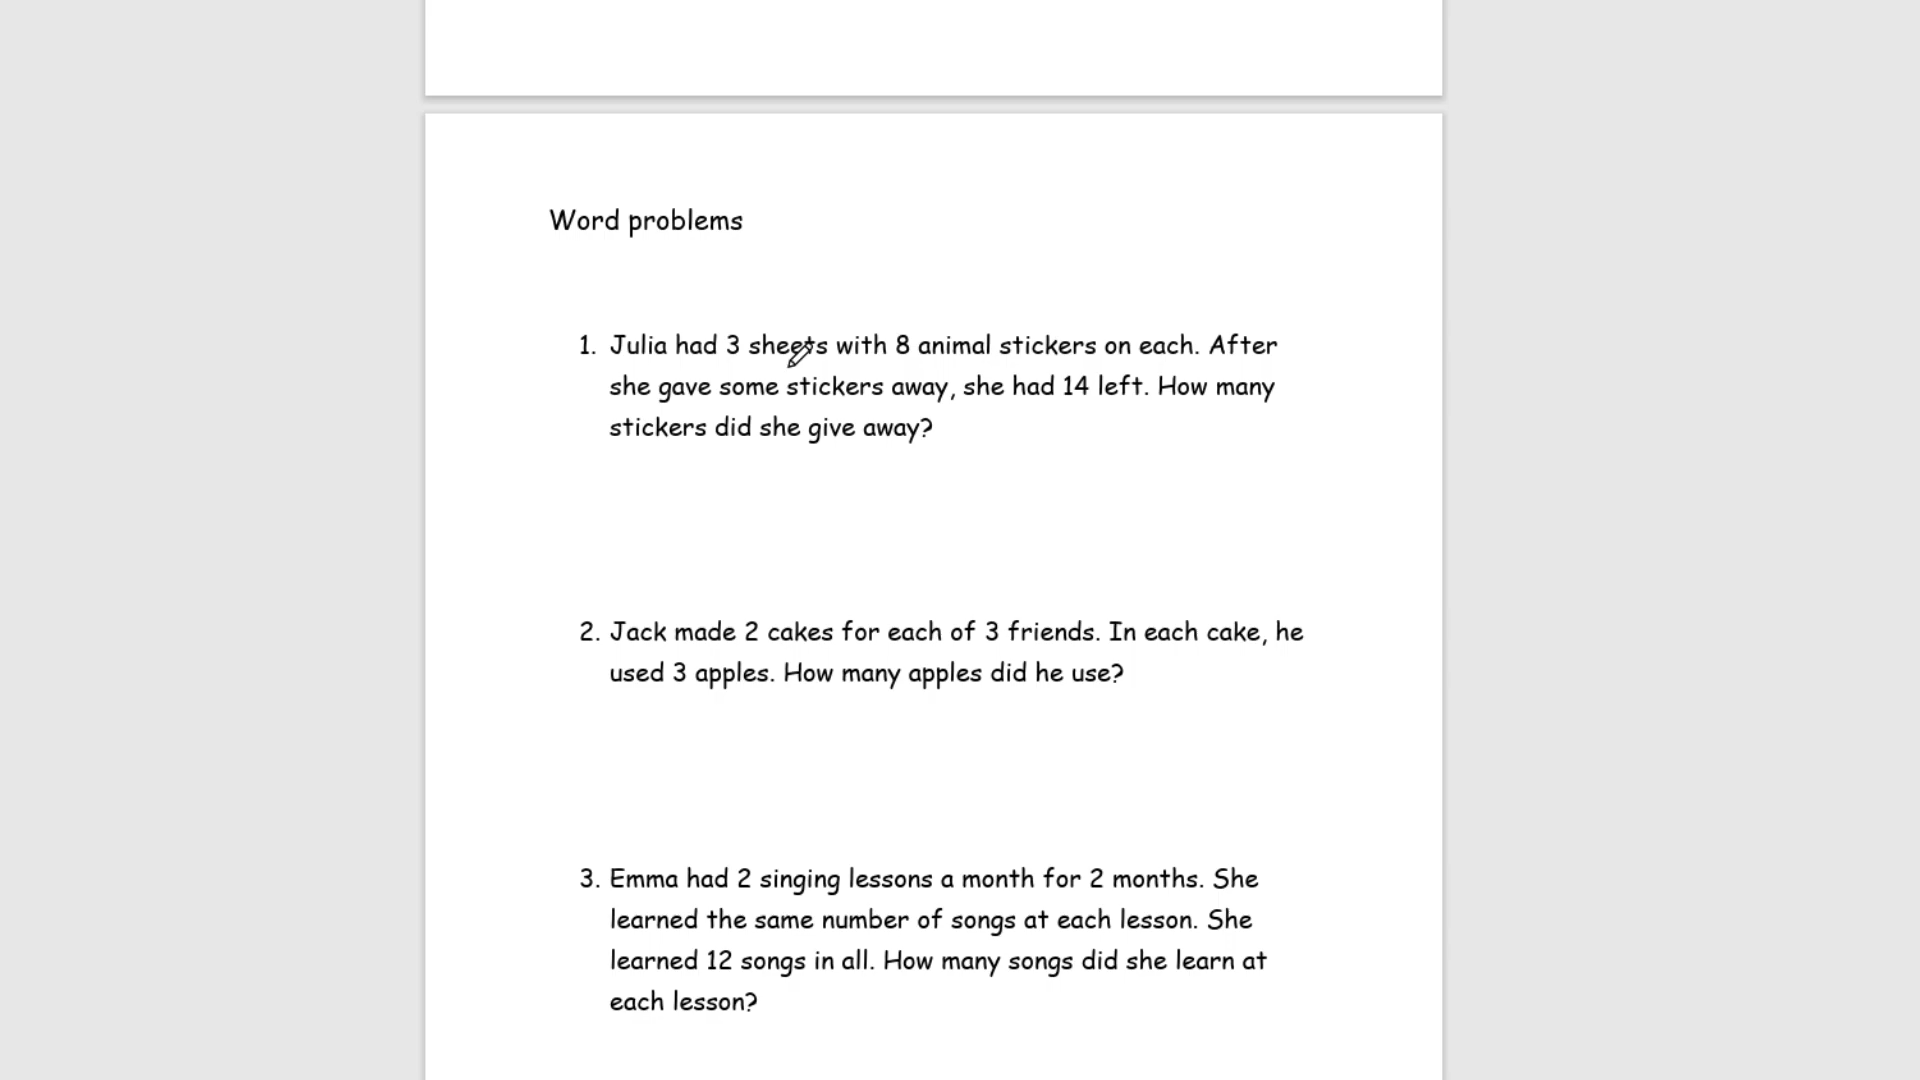 Word problems
1. Julia had 3 sheets with 8 animal stickers on each. After
she gave some stickers away, she had 14 left. How many
stickers did she give away?
2. Jack made 2 cakes for each of 3 friends. In each cake, he
used 3 apples. How many apples did he use?
3. Emma had 2 singing lessons a month for 2 months. She
learned the same number of songs at each lesson. She
learned 12 songs in all. How many songs did she learn at
each lesson?